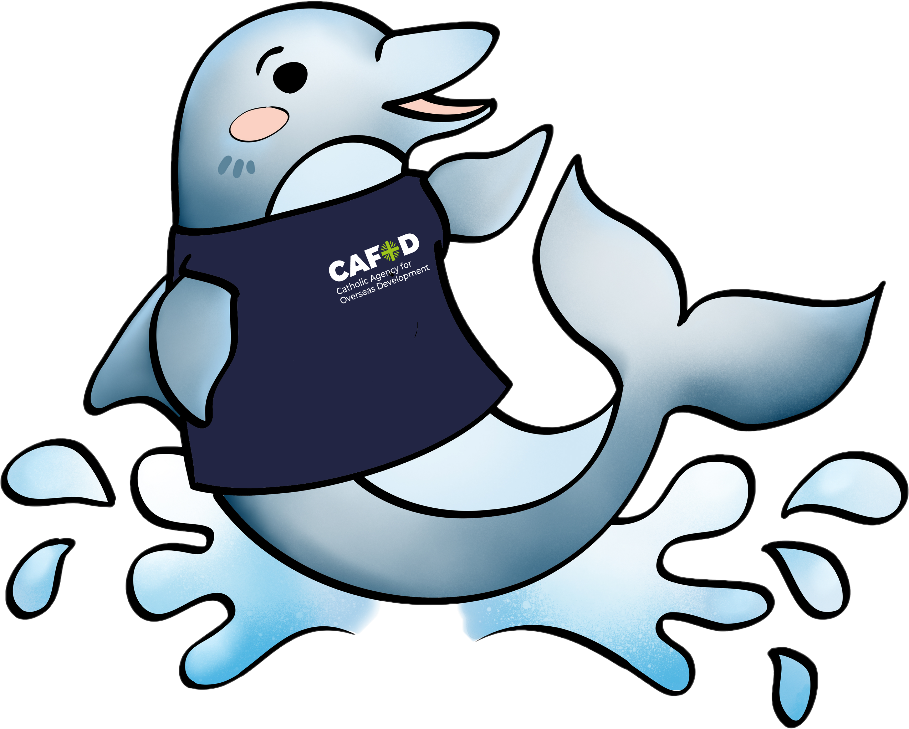 CAFOD
Catholic Agency for
Overseas Development